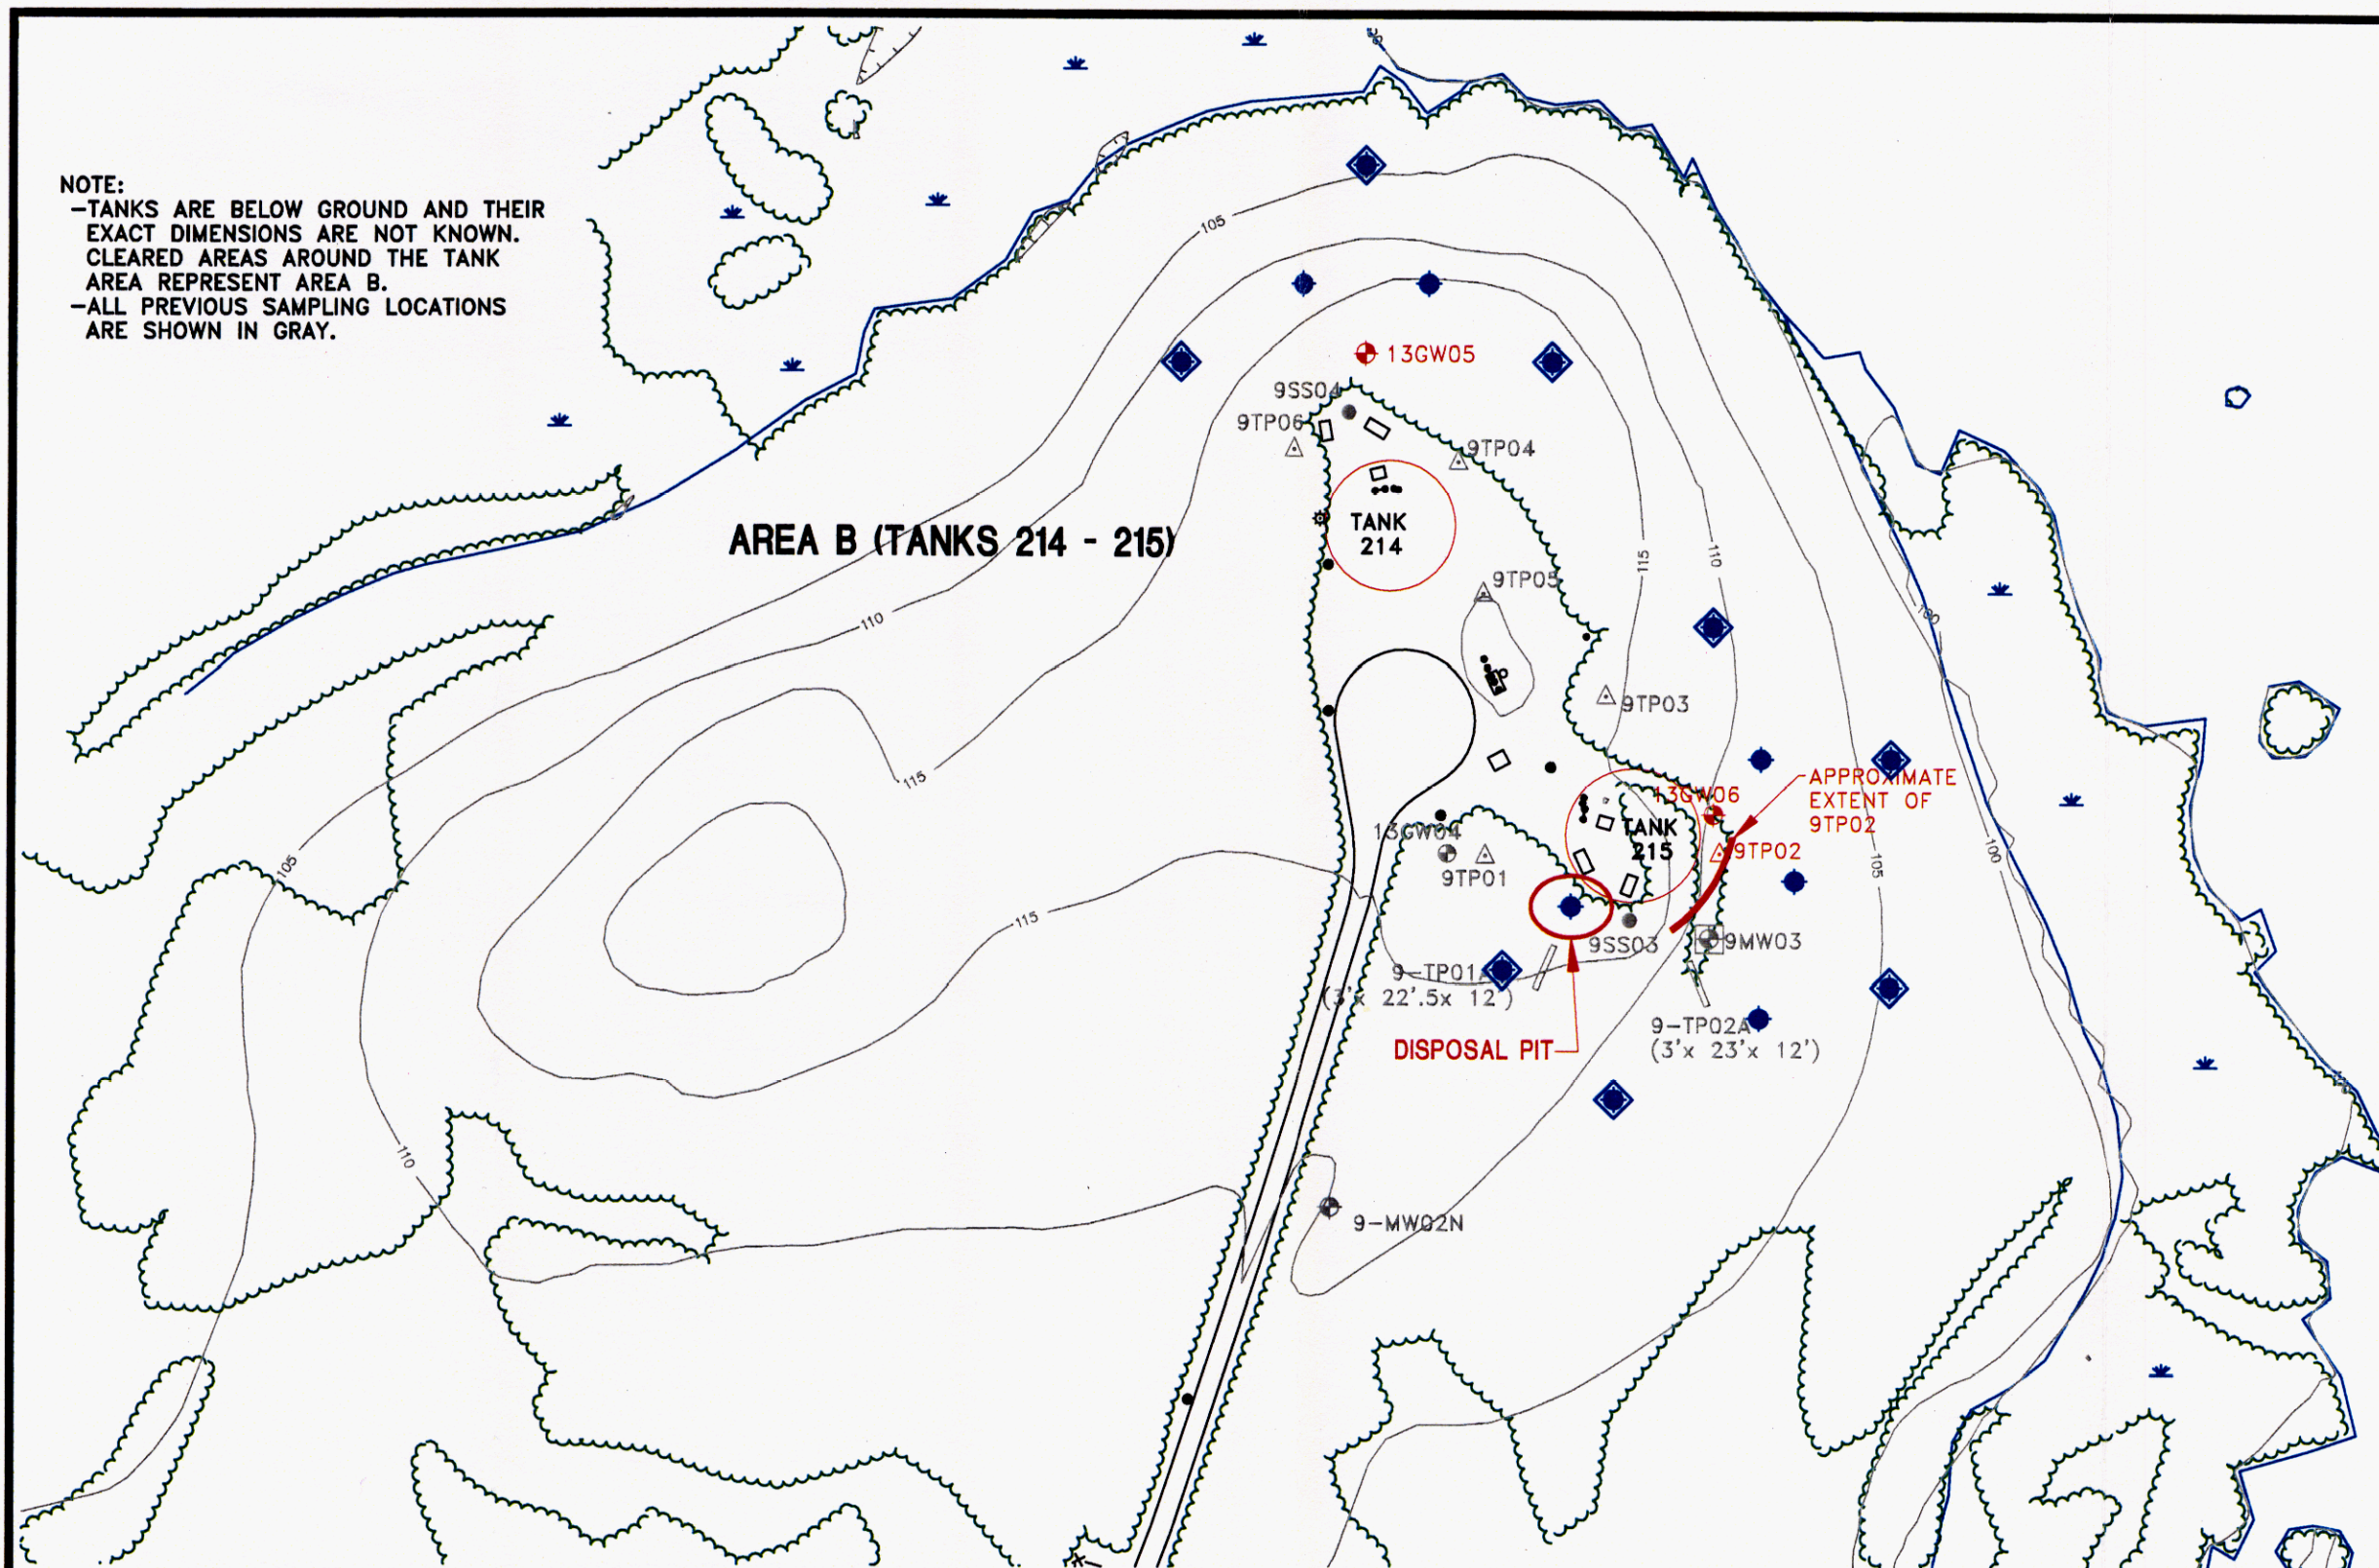 NOTE:
-TANKS ARE BELOW GROUND AND THEIR
EXACT DIMENSIONS ARE NOT KNOWN.
CLEARED AREAS AROUND THE TANK
AREA REPRESENT AREA B.
-ALL PREVIOUS SAMPLING LOCATIONS
ARE SHOWN IN GRAY.
105
13GW05
9SS04
9TP06
9TP04
TANK
214
AREA B (TANKS 214 - 215)
115
110
9TP05
100
110
9TP03
115
APPROXIMATE
EXTENT OF
9TP02
13GW06
13GW04
TANK
215
9TP02
100
105
105
9TP01
115
9SS03
9MW03
9-TP01A
(3'x 22'.5x 12')
9-TP02A
(3'x 23'x 12')
DISPOSAL PIT
110
9-MW02N